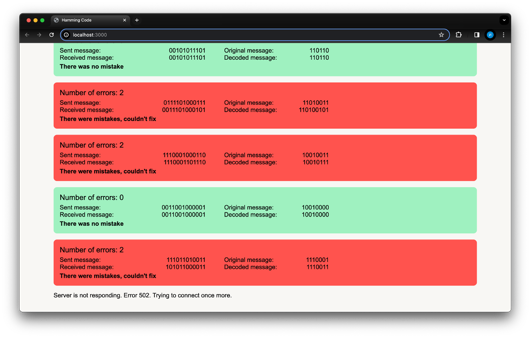 Hamming Code
localhost:3000
Sent message: 00101011101 Original message: 110110
Received message: 00101011101 Decoded message: 110110
There was no mistake
Number of errors: 2
Sent message: 0111101000111 Original message: 11010011
Received message: 0011101000101 Decoded message: 110100101
There were mistakes, couldn't fix
Number of errors: 2
Sent message: 1110001000110 Original message: 10010011
Received message: 1110001101110 Decoded message: 10010111
There were mistakes, couldn't fix
Number of errors: 0
Sent message: 0011001000001 Original message: 10010000
Received message: 0011001000001 Decoded message: 10010000
There was no mistake
Number of errors: 2
Sent message: 111011010011 Original message: 1110001
Received message: 101011000011 Decoded message: 1110011
There were mistakes, couldn't fix
Server is not responding. Error 502. Trying to connect once more.